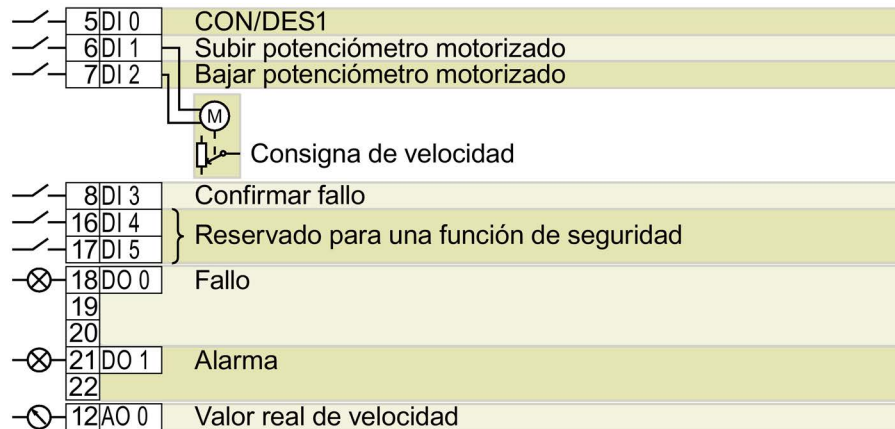 5 DI 0 CON/DES1
6 DI 1 Subir potenciómetro motorizado
7 DI 2 Bajar potenciómetro motorizado
M
Consigna de velocidad
8 DI 3 Confirmar fallo
16 DI 4
17 DI 5
Reservado para una función de seguridad
18 DO 0 Fallo
19
20
21 DO 1 Alarma
22
12 AO 0 Valor real de velocidad